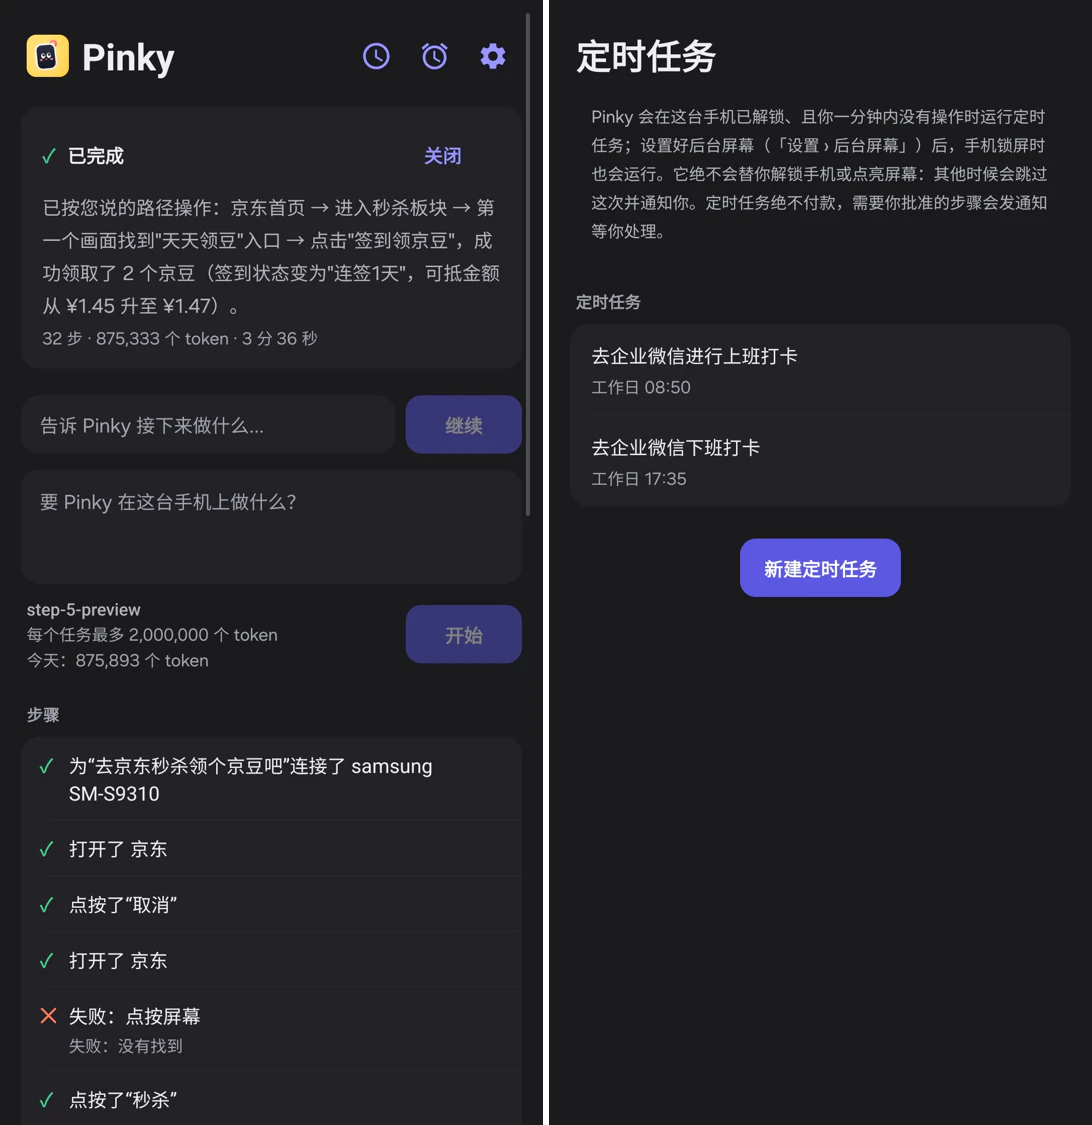 Pinky
✓ 已完成
关闭
已按您说的路径操作：京东首页 → 进入秒杀板块 → 第
一个画面找到"天天领豆"入口 → 点击"签到领京豆"，成
功领取了 2 个京豆（签到状态变为"连签1天"，可抵金额
从 ¥1.45 升至 ¥1.47）。
32 步 · 875,333 个 token · 3 分 36 秒
告诉 Pinky 接下来做什么...
继续
要 Pinky 在这台手机上做什么？
step-5-preview
每个任务最多 2,000,000 个 token
今天：875,893 个 token
开始
步骤
✓ 为“去京东秒杀领个京豆吧”连接了 samsung
SM-S9310
✓ 打开了 京东
✓ 点按了“取消”
✓ 打开了 京东
✕ 失败：点按屏幕
失败：没有找到
✓ 点按了“秒杀”
定时任务
Pinky 会在这台手机已解锁、且你一分钟内没有操作时运行定时
任务；设置好后台屏幕（「设置 › 后台屏幕」）后，手机锁屏时
也会运行。它绝不会替你解锁手机或点亮屏幕：其他时候会跳过
这次并通知你。定时任务绝不付款，需要你批准的步骤会发通知
等你处理。
定时任务
去企业微信进行上班打卡
工作日 08:50
去企业微信下班打卡
工作日 17:35
新建定时任务